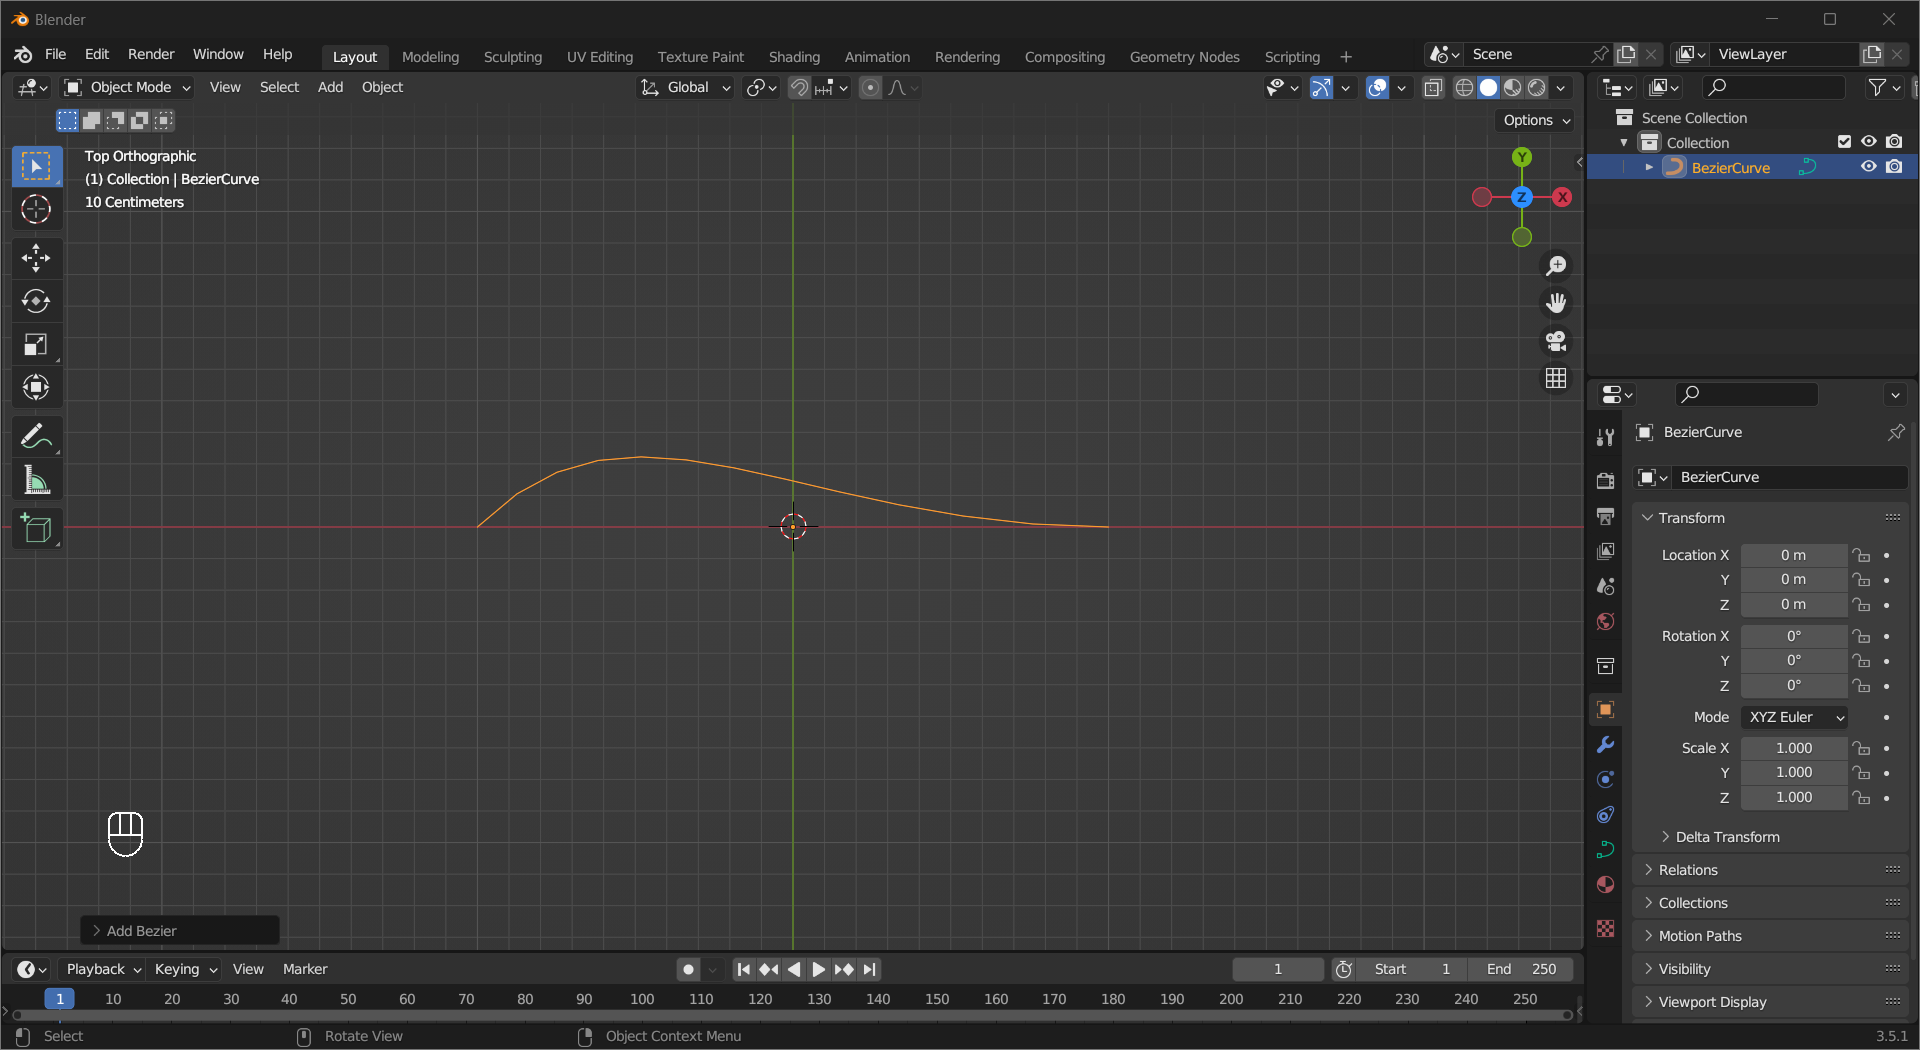 Blender
File Edit Render Window Help Layout Modeling Sculpting UV Editing Texture Paint Shading Animation Rendering Compositing Geometry Nodes Scripting + Scene ViewLayer
Object Mode View Select Add Object Global
Options
Top Orthographic
(1) Collection | BezierCurve
10 Centimeters
Y
Z X
Scene Collection
Collection
BezierCurve
BezierCurve
BezierCurve
Transform
Location X 0 m
Y 0 m
Z 0 m
Rotation X 0°
Y 0°
Z 0°
Mode XYZ Euler
Scale X 1.000
Y 1.000
Z 1.000
Delta Transform
Relations
Collections
Motion Paths
Visibility
Viewport Display
Add Bezier
Playback Keying View Marker 1 Start 1 End 250
1 10 20 30 40 50 60 70 80 90 100 110 120 130 140 150 160 170 180 190 200 210 220 230 240 250
Select Rotate View Object Context Menu 3.5.1